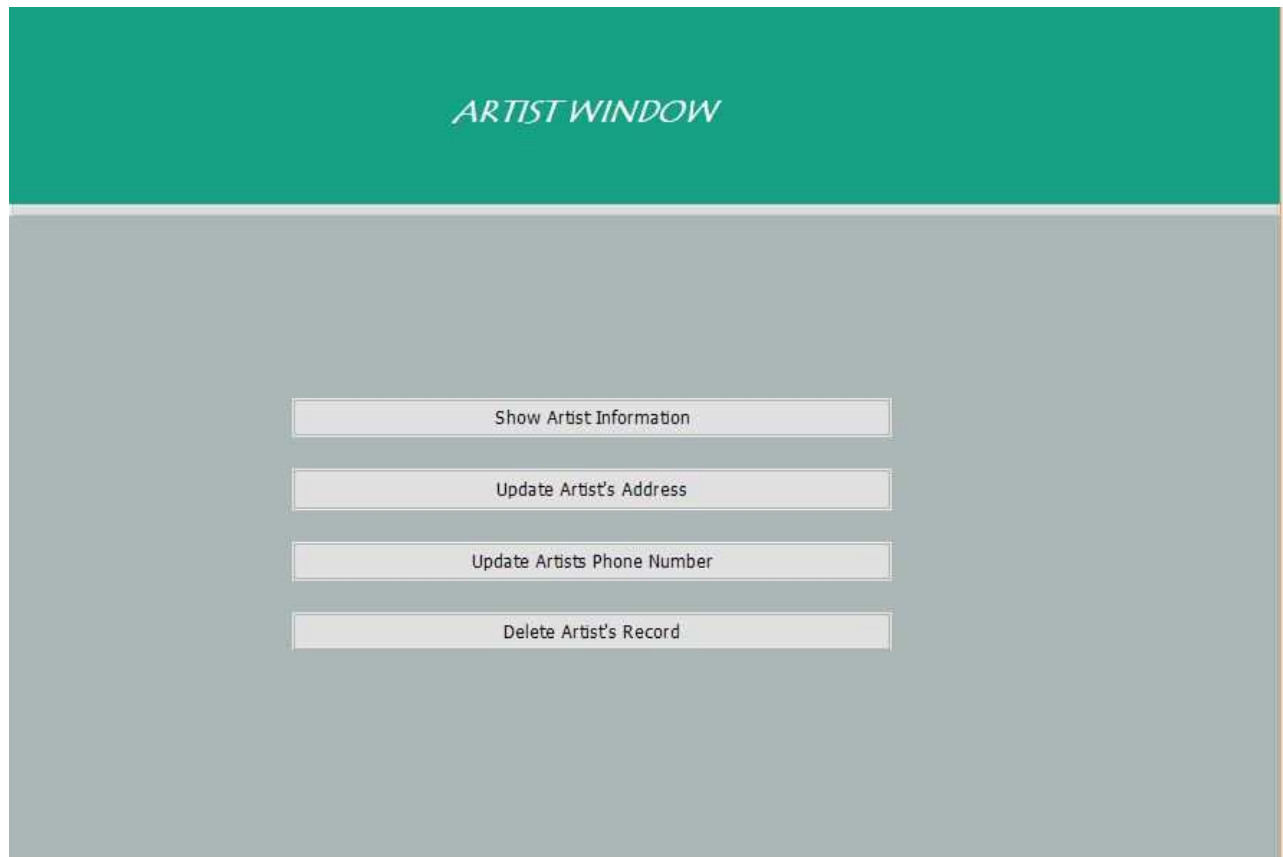 ARTIST WINDOW
Show Artist Information
Update Artist's Address
Update Artists Phone Number
Delete Artist's Record